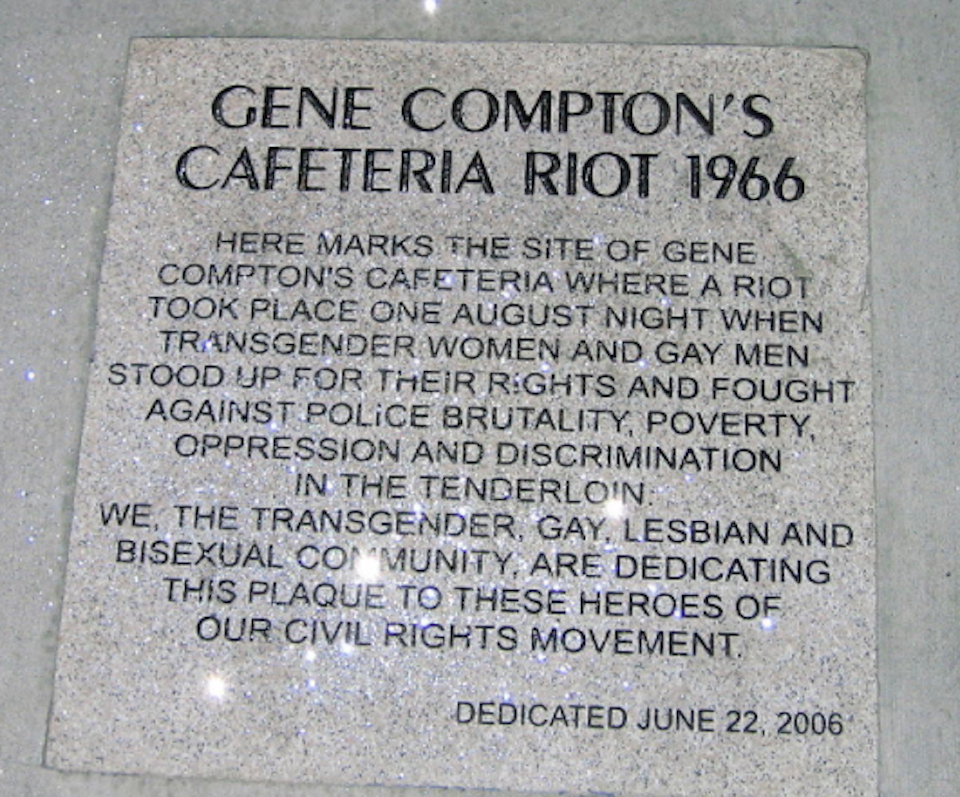 GENE COMPTON'S
CAFETERIA RIOT 1966
HERE MARKS THE SITE OF GENE
COMPTON'S CAFETERIA WHERE A RIOT
TOOK PLACE ONE AUGUST NIGHT WHEN
TRANSGENDER WOMEN AND GAY MEN
STOOD UP FOR THEIR RIGHTS AND FOUGHT
AGAINST POLICE BRUTALITY, POVERTY,
OPPRESSION AND DISCRIMINATION
IN THE TENDERLOIN.
WE, THE TRANSGENDER, GAY, LESBIAN AND
BISEXUAL COMMUNITY, ARE DEDICATING
THIS PLAQUE TO THESE HEROES OF
OUR CIVIL RIGHTS MOVEMENT.
DEDICATED JUNE 22, 2006